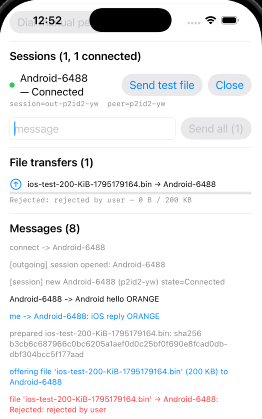 12:52
Sessions (1, 1 connected)
Android-6488
— Connected
Send test file
Close
session=out-p2id2-yw peer=p2id2-yw
message
Send all (1)
File transfers (1)
ios-test-200-KiB-1795179164.bin → Android-6488
Rejected: rejected by user — 0 B / 200 KB
Messages (8)
connect -> Android-6488
[outgoing] session opened: Android-6488
[session] new Android-6488 (p2id2-yw) state=Connected
Android-6488 -> Android hello ORANGE
me -> Android-6488: iOS reply ORANGE
prepared ios-test-200-KiB-1795179164.bin: sha256
b3cb6c687966c0bc6205a1aef0d0c25bf0f690e8fcad0db-
dbf304bcc5f177aad
offering file 'ios-test-200-KiB-1795179164.bin' (200 KB) to
Android-6488
file 'ios-test-200-KiB-1795179164.bin' -> Android-6488:
Rejected: rejected by user